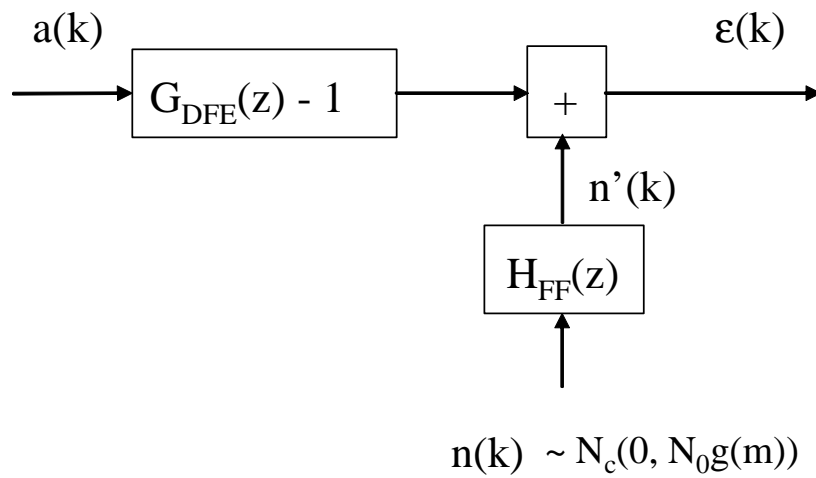 a(k)
ε(k)
G_DFE(z) - 1
+
n’(k)
H_FF(z)
n(k) ~ N_c(0, N_0g(m))